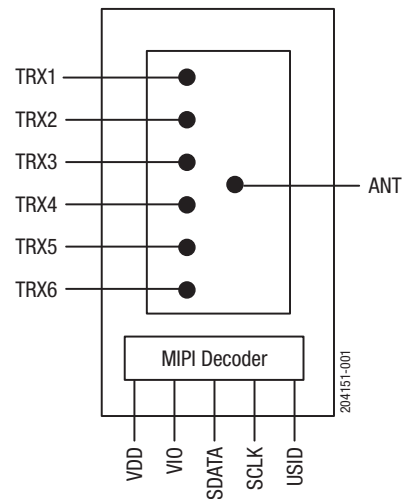 TRX1
TRX2
TRX3
TRX4
TRX5
TRX6
ANT
MIPI Decoder
VDD
VIO
SDATA
SCLK
USID
204151-001